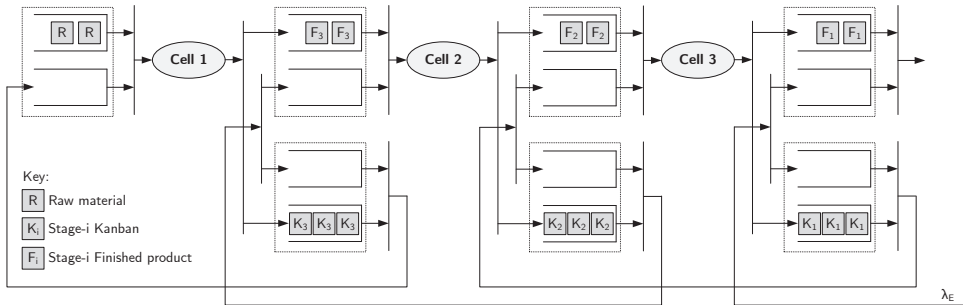 R R
F3 F3
F2 F2
F1 F1
Cell 1
Cell 2
Cell 3
Key:
R Raw material
Ki Stage-i Kanban
Fi Stage-i Finished product
K3 K3 K3
K2 K2 K2
K1 K1 K1
λE